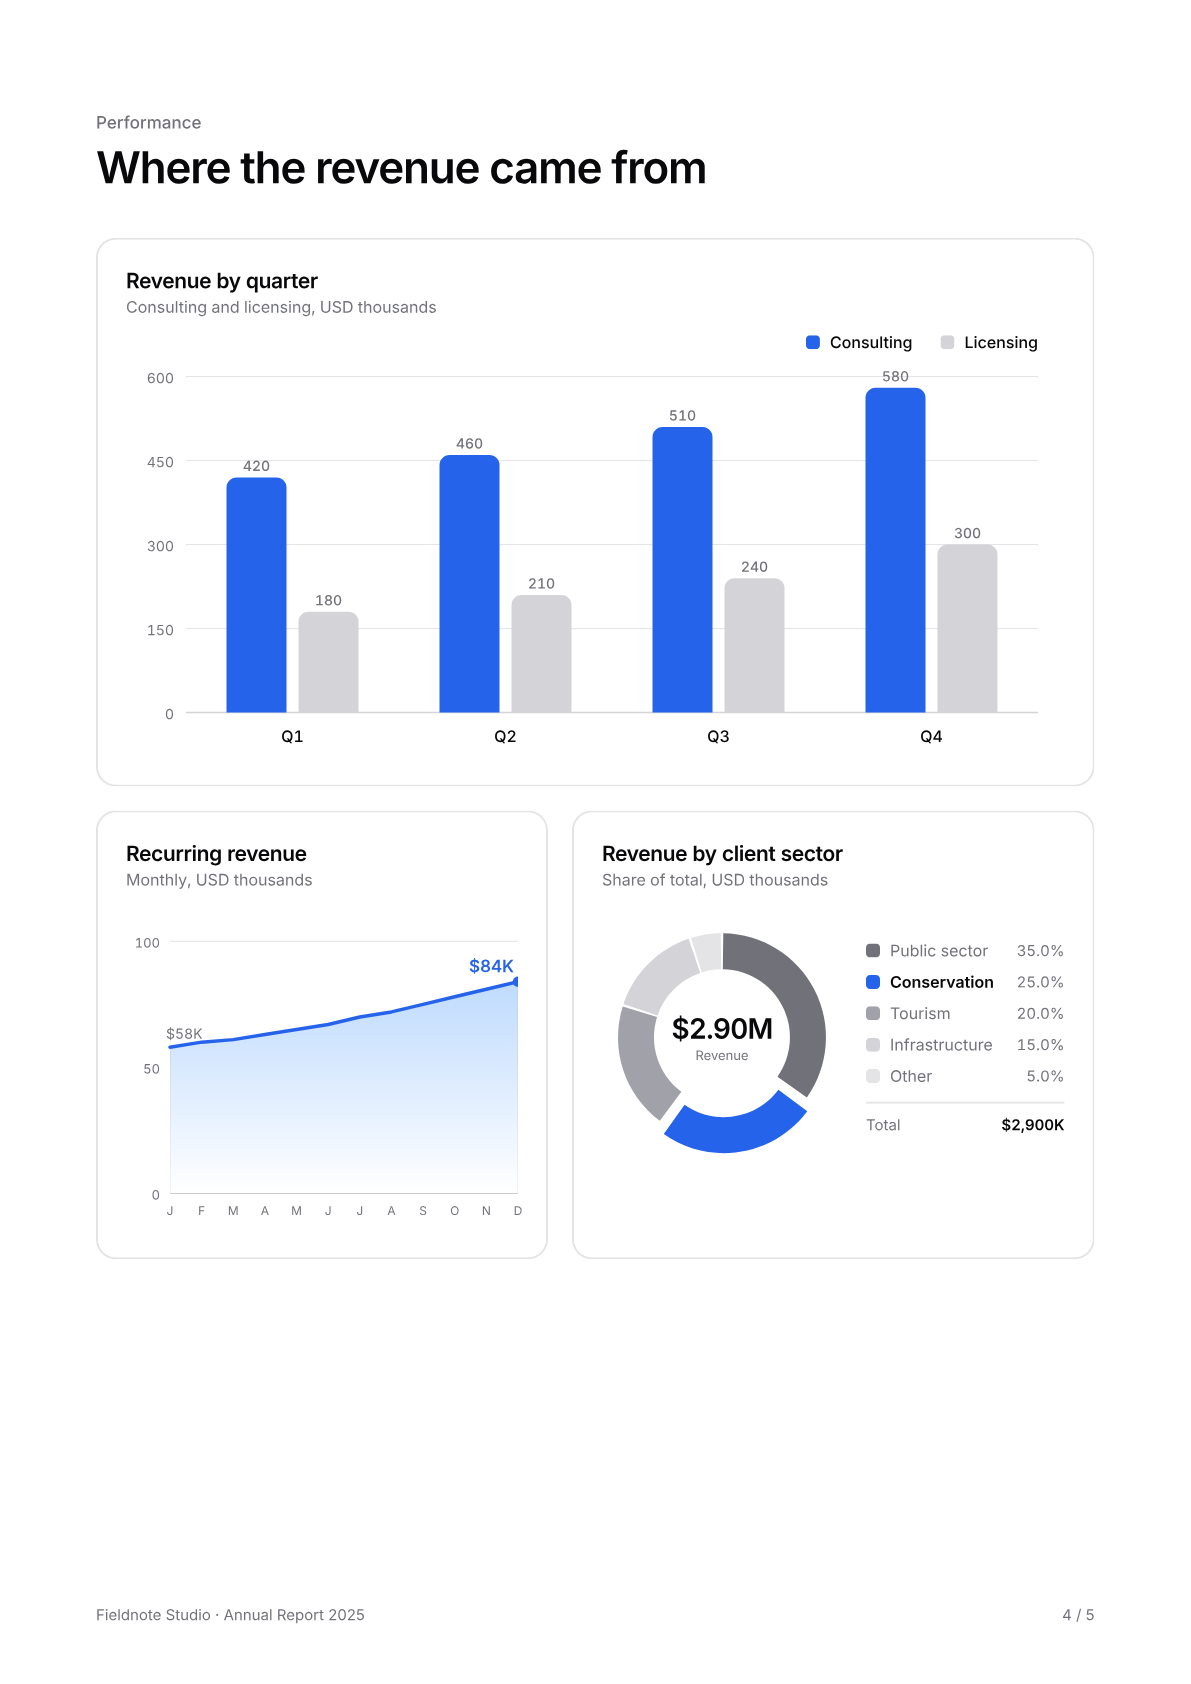 Performance
Where the revenue came from
Revenue by quarter
Consulting and licensing, USD thousands
Consulting Licensing
600
450
300
150
0
420
180
460
210
510
240
580
300
Q1 Q2 Q3 Q4
Recurring revenue
Monthly, USD thousands
100
50
0
$58K
$84K
J F M A M J J A S O N D
Revenue by client sector
Share of total, USD thousands
$2.90M
Revenue
Public sector 35.0%
Conservation 25.0%
Tourism 20.0%
Infrastructure 15.0%
Other 5.0%
Total $2,900K
Fieldnote Studio · Annual Report 2025 4 / 5